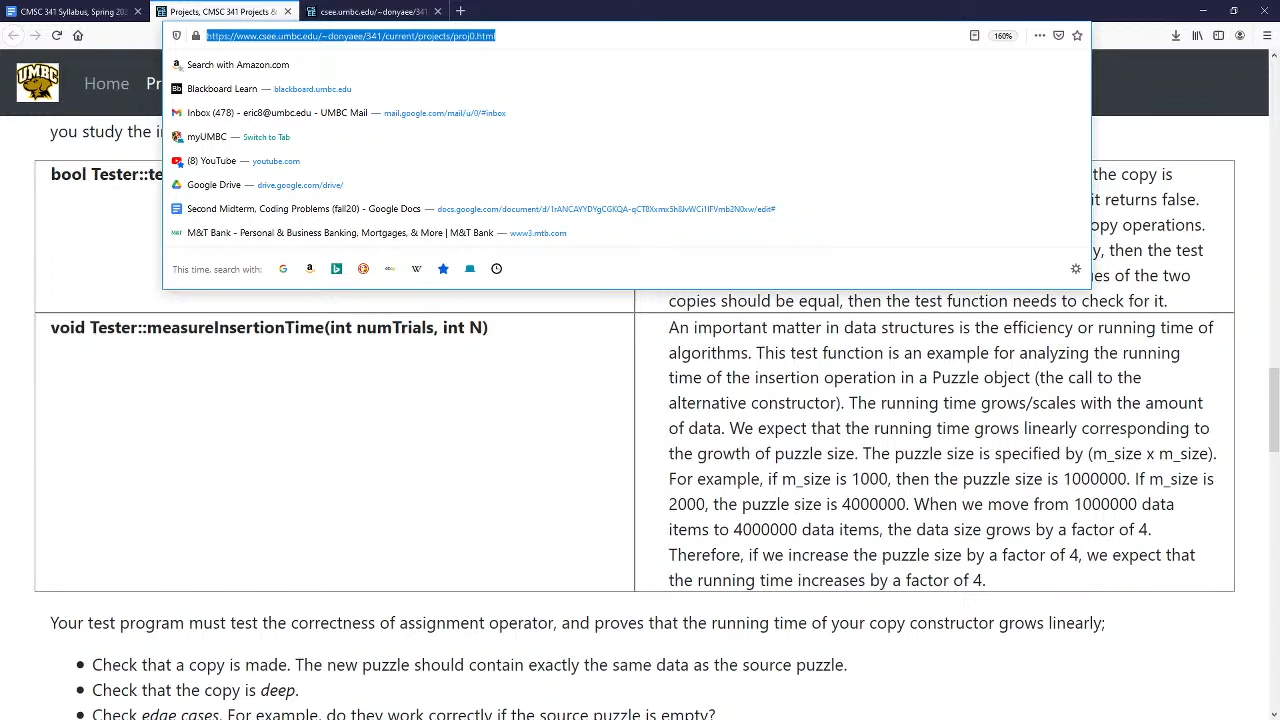 CMSC 341 Syllabus, Spring 202
Projects, CMSC 341 Projects &
csee.umbc.edu/~donyaee/341
https://www.csee.umbc.edu/~donyaee/341/current/projects/proj0.html
160%
Search with Amazon.com
Blackboard Learn — blackboard.umbc.edu
Inbox (478) - eric8@umbc.edu - UMBC Mail — mail.google.com/mail/u/0/#inbox
myUMBC — Switch to Tab
(8) YouTube — youtube.com
Google Drive — drive.google.com/drive/
Second Midterm, Coding Problems (fall20) - Google Docs —
M&T Bank - Personal & Business Banking, Mortgages, & More | M&T Bank — www3.mtb.com
This time, search with:
UMBC
Home
Pr
you study the i
bool Tester::te
the copy is
it returns false.
opy operations.
y, then the test
es of the two
copies should be equal, then the test function needs to check for it.
void Tester::measureInsertionTime(int numTrials, int N)
An important matter in data structures is the efficiency or running time of
algorithms. This test function is an example for analyzing the running
time of the insertion operation in a Puzzle object (the call to the
alternative constructor). The running time grows/scales with the amount
of data. We expect that the running time grows linearly corresponding to
the growth of puzzle size. The puzzle size is specified by (m_size x m_size).
For example, if m_size is 1000, then the puzzle size is 1000000. If m_size is
2000, the puzzle size is 4000000. When we move from 1000000 data
items to 4000000 data items, the data size grows by a factor of 4.
Therefore, if we increase the puzzle size by a factor of 4, we expect that
the running time increases by a factor of 4.
Your test program must test the correctness of assignment operator, and proves that the running time of your copy constructor grows linearly;
• Check that a copy is made. The new puzzle should contain exactly the same data as the source puzzle.
• Check that the copy is deep.
• Check edge cases. For example, do they work correctly if the source puzzle is empty?